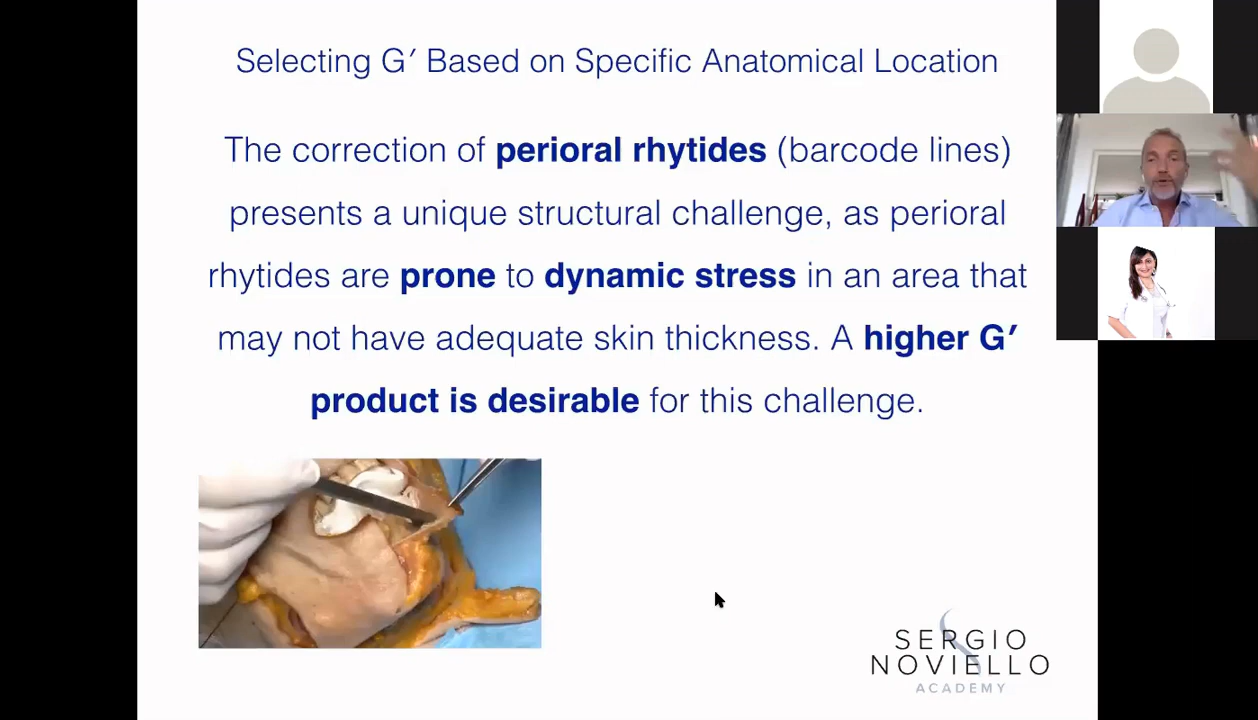 Selecting G′ Based on Specific Anatomical Location
The correction of perioral rhytides (barcode lines)
presents a unique structural challenge, as perioral
rhytides are prone to dynamic stress in an area that
may not have adequate skin thickness. A higher G′
product is desirable for this challenge.
SERGIO
NOVIELLO
ACADEMY